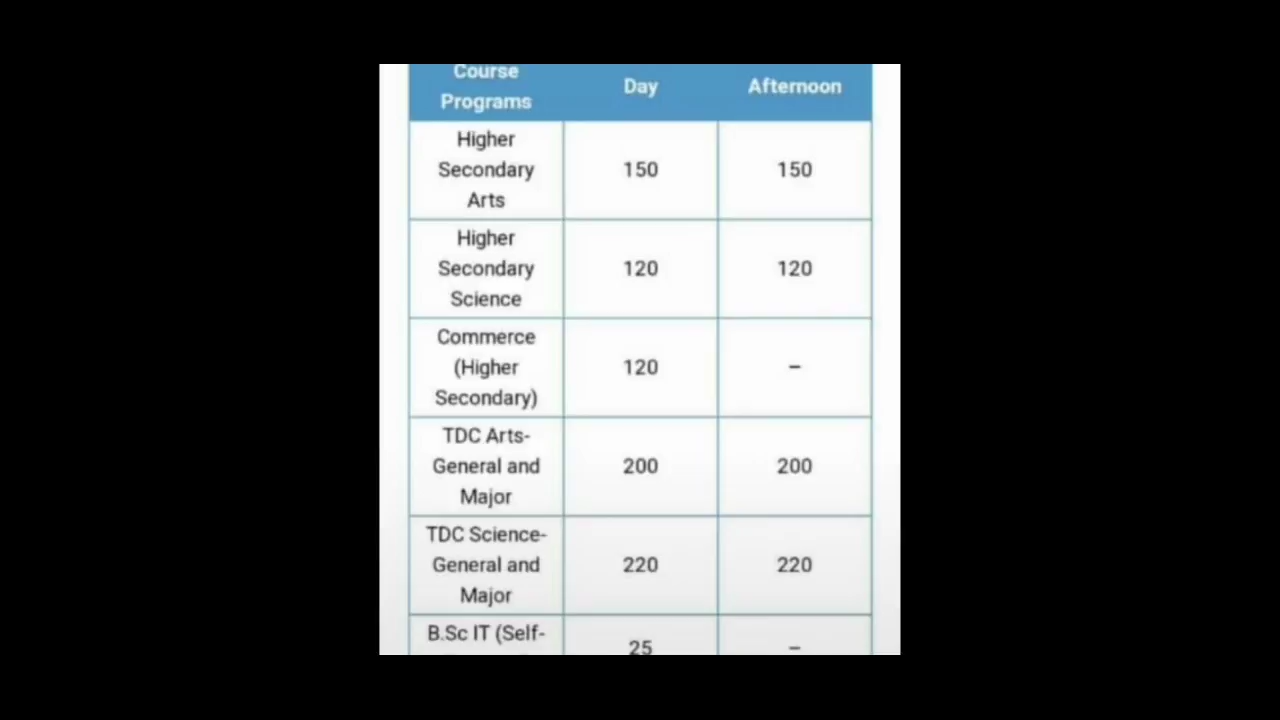 Course
Programs
Day
Afternoon
Higher
Secondary
Arts
150
150
Higher
Secondary
Science
120
120
Commerce
(Higher
Secondary)
120
–
TDC Arts-
General and
Major
200
200
TDC Science-
General and
Major
220
220
B.Sc IT (Self-
25
–